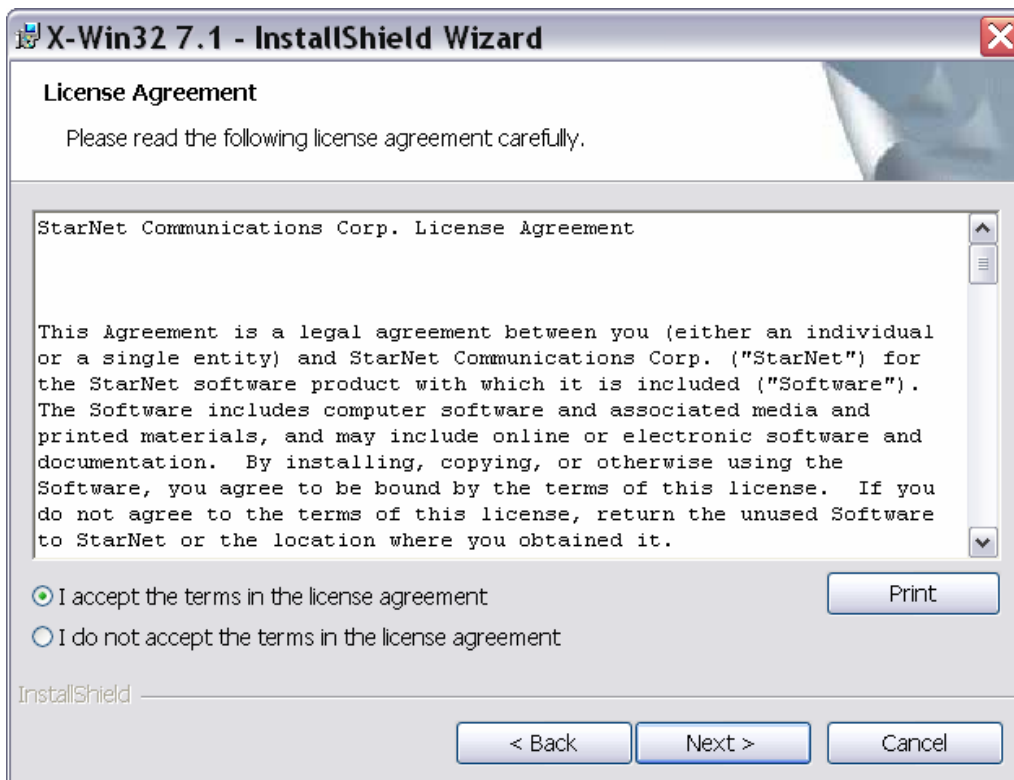 X-Win32 7.1 - InstallShield Wizard
License Agreement
Please read the following license agreement carefully.
StarNet Communications Corp. License Agreement
This Agreement is a legal agreement between you (either an individual
or a single entity) and StarNet Communications Corp. ("StarNet") for
the StarNet software product with which it is included ("Software").
The Software includes computer software and associated media and
printed materials, and may include online or electronic software and
documentation.  By installing, copying, or otherwise using the
Software, you agree to be bound by the terms of this license.  If you
do not agree to the terms of this license, return the unused Software
to StarNet or the location where you obtained it.
I accept the terms in the license agreement
Print
I do not accept the terms in the license agreement
InstallShield
< Back
Next >
Cancel